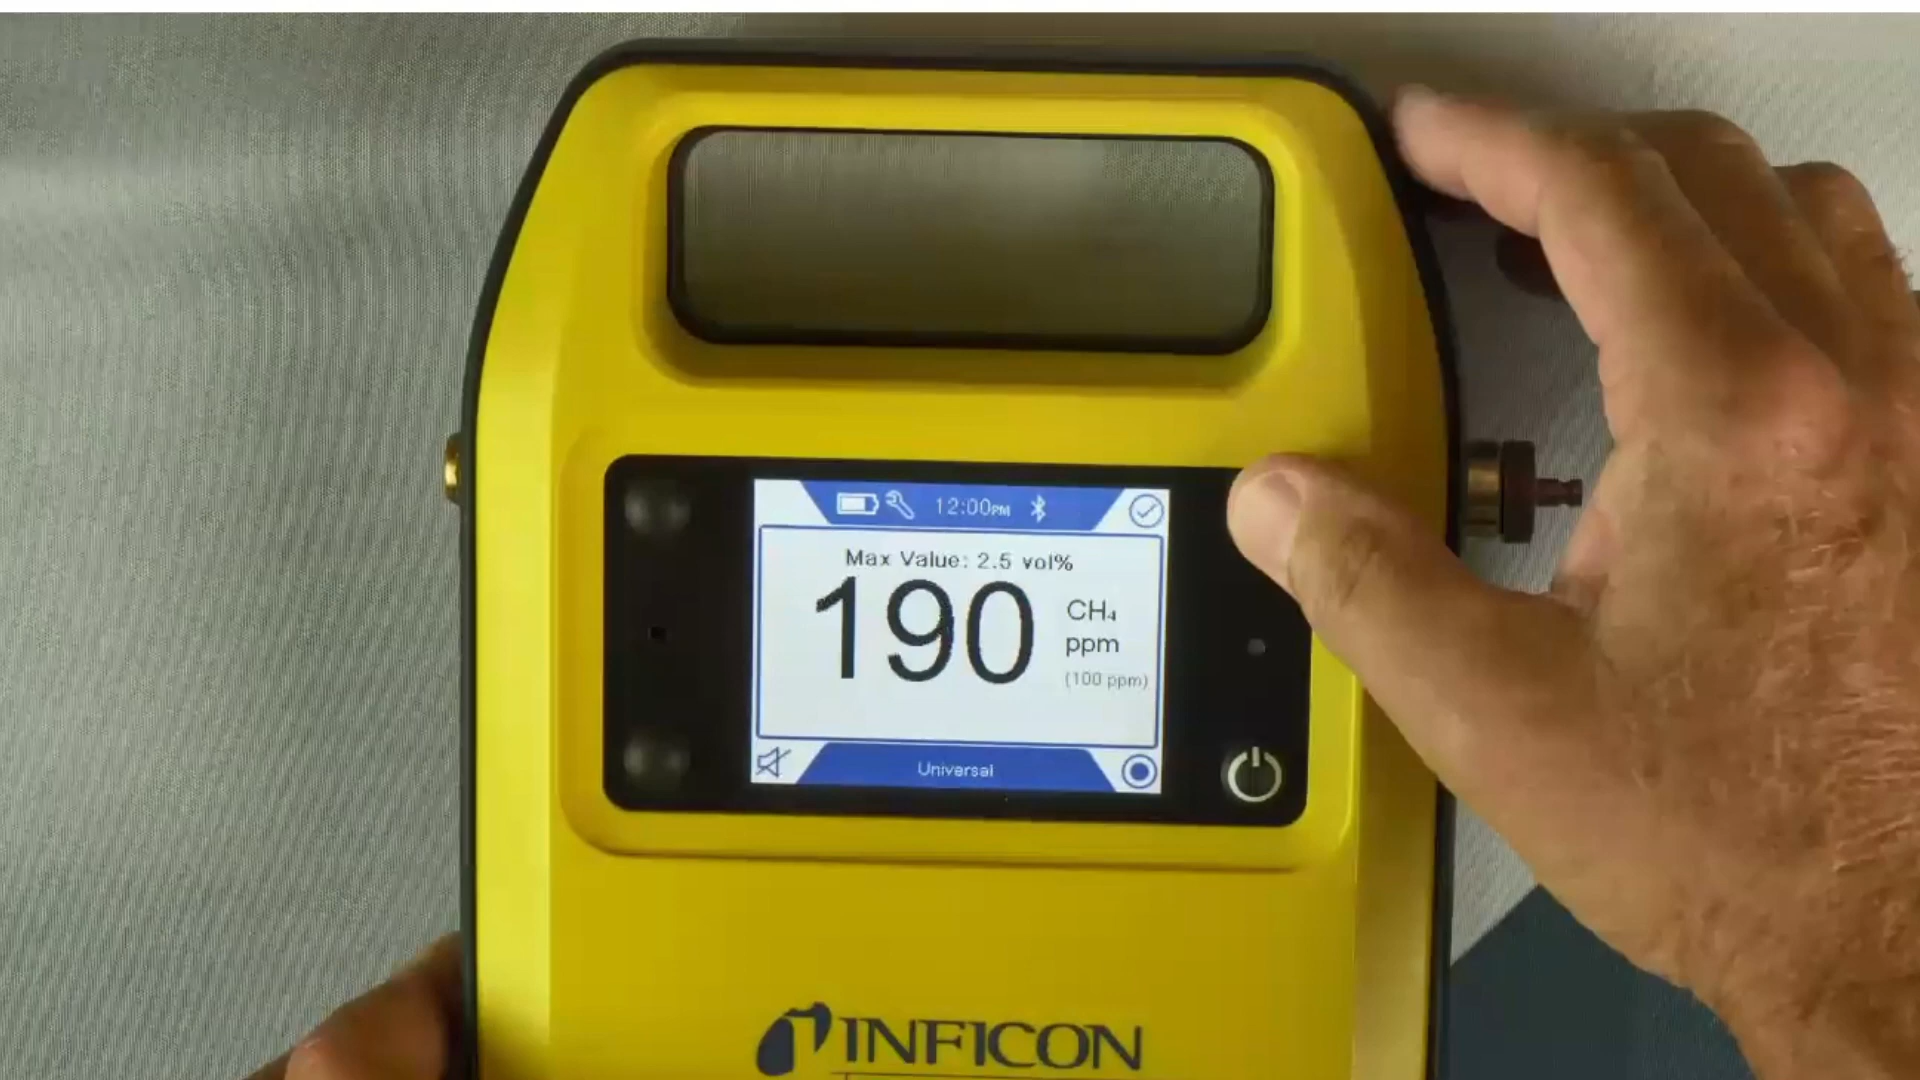 12:00PM
Max Value: 2.5 vol%
190
CH₄
ppm
(100 ppm)
Universal
INFICON